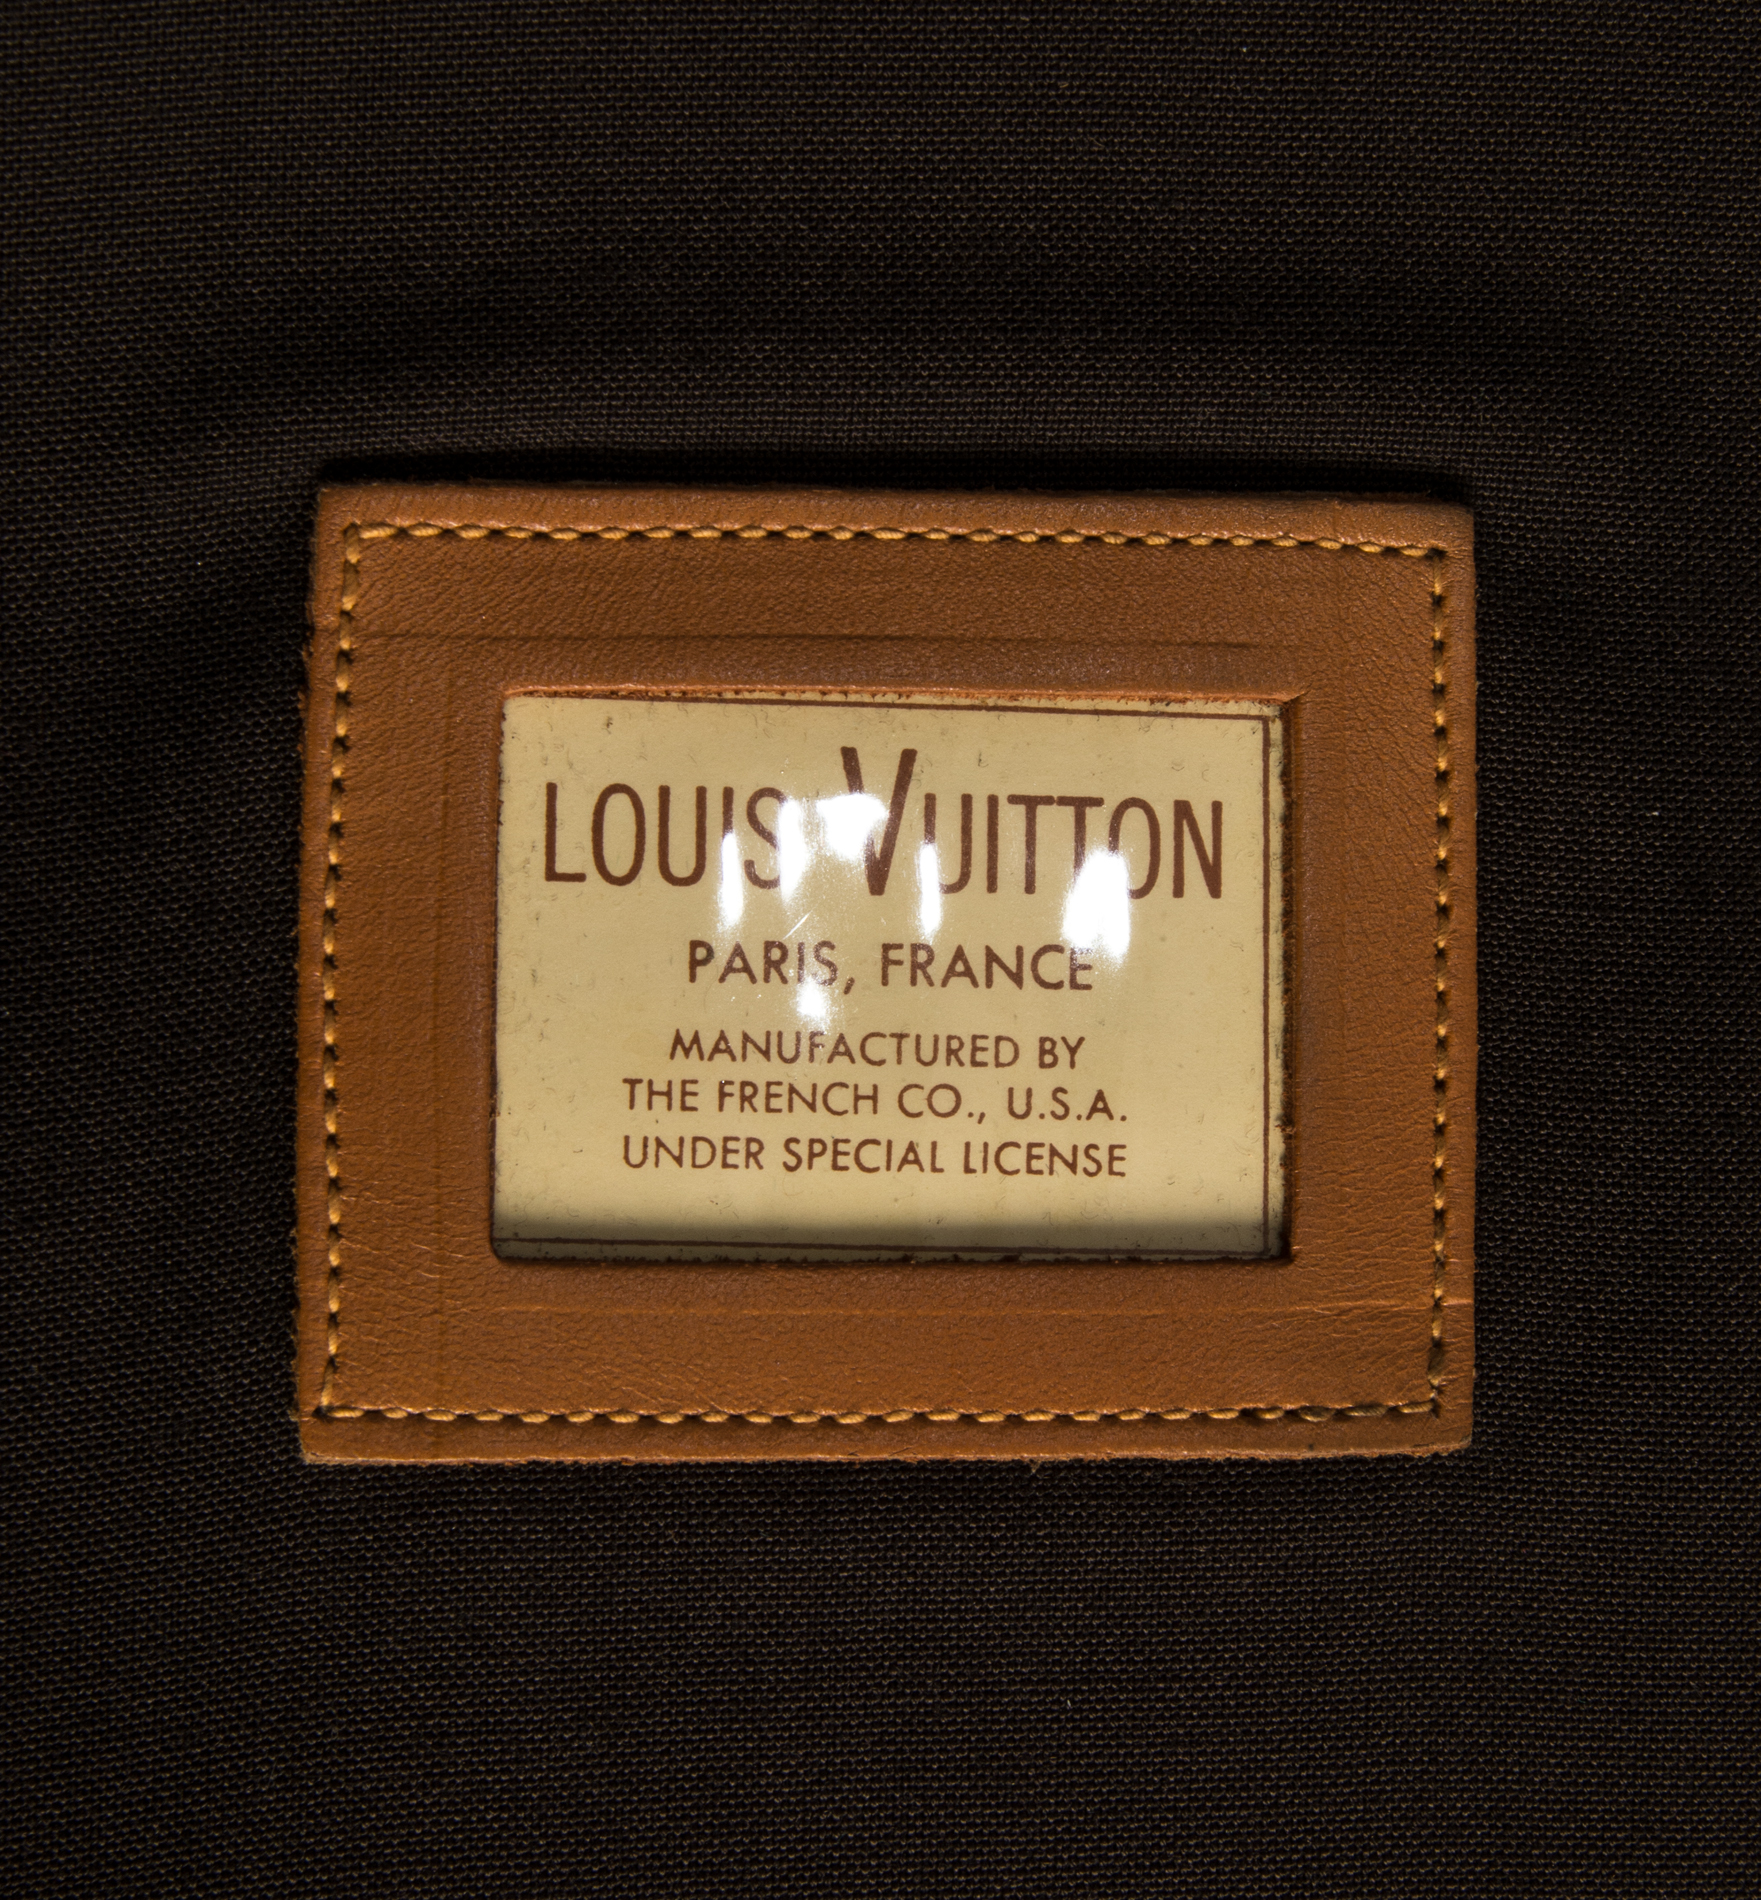 LOUIS VUITTON
PARIS, FRANCE
MANUFACTURED BY
THE FRENCH CO., U.S.A.
UNDER SPECIAL LICENSE